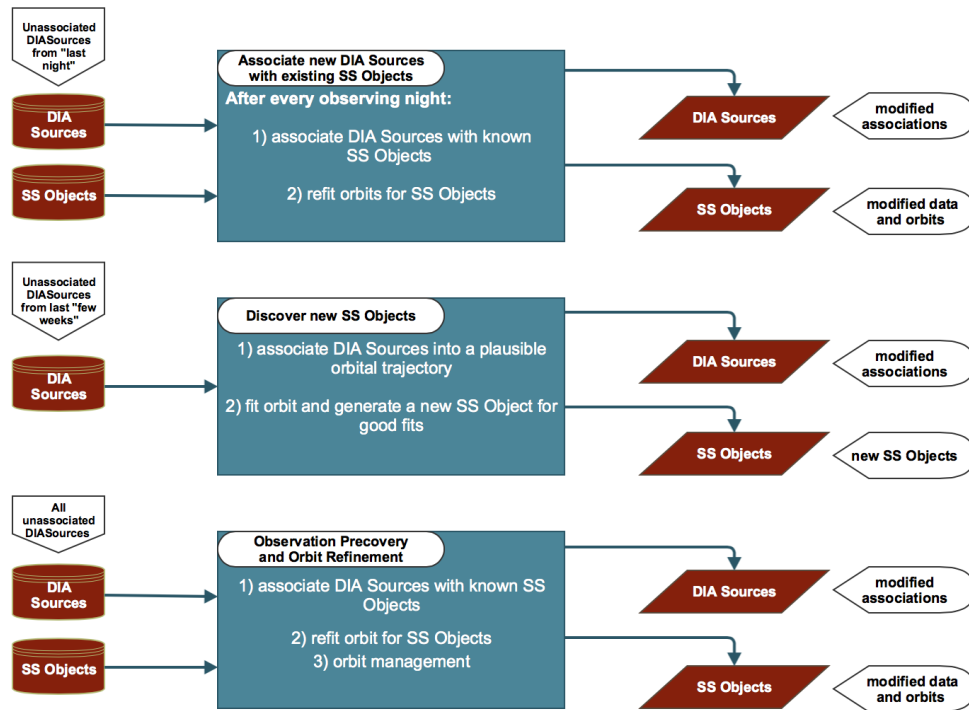 Unassociated
DIASources
from "last
night"
DIA
Sources
SS Objects
Associate new DIA Sources
with existing SS Objects
After every observing night:
1) associate DIA Sources with known
SS Objects
2) refit orbits for SS Objects
DIA Sources
modified
associations
SS Objects
modified data
and orbits
Unassociated
DIASources
from last "few
weeks"
DIA
Sources
Discover new SS Objects
1) associate DIA Sources into a plausible
orbital trajectory
2) fit orbit and generate a new SS Object for
good fits
DIA Sources
modified
associations
SS Objects
new SS Objects
All
unassociated
DIASources
DIA
Sources
SS Objects
Observation Precovery
and Orbit Refinement
1) associate DIA Sources with known SS
Objects
2) refit orbit for SS Objects
3) orbit management
DIA Sources
modified
associations
SS Objects
modified data
and orbits